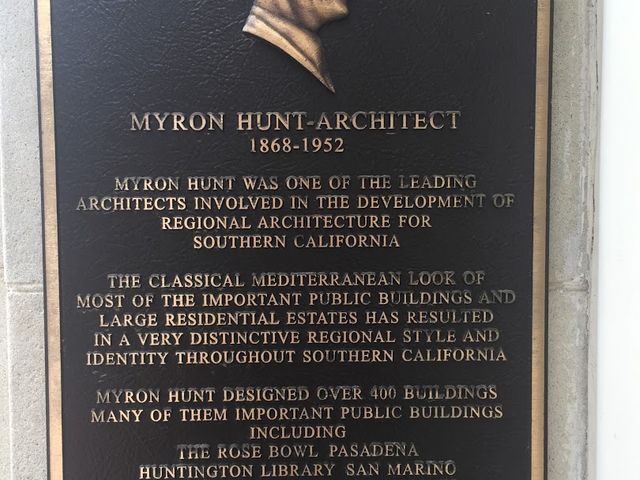 MYRON HUNT-ARCHITECT
1868-1952
MYRON HUNT WAS ONE OF THE LEADING
ARCHITECTS INVOLVED IN THE DEVELOPMENT OF
REGIONAL ARCHITECTURE FOR
SOUTHERN CALIFORNIA
THE CLASSICAL MEDITERRANEAN LOOK OF
MOST OF THE IMPORTANT PUBLIC BUILDINGS AND
LARGE RESIDENTIAL ESTATES HAS RESULTED
IN A VERY DISTINCTIVE REGIONAL STYLE AND
IDENTITY THROUGHOUT SOUTHERN CALIFORNIA
MYRON HUNT DESIGNED OVER 400 BUILDINGS
MANY OF THEM IMPORTANT PUBLIC BUILDINGS
INCLUDING
THE ROSE BOWL PASADENA
HUNTINGTON LIBRARY SAN MARINO